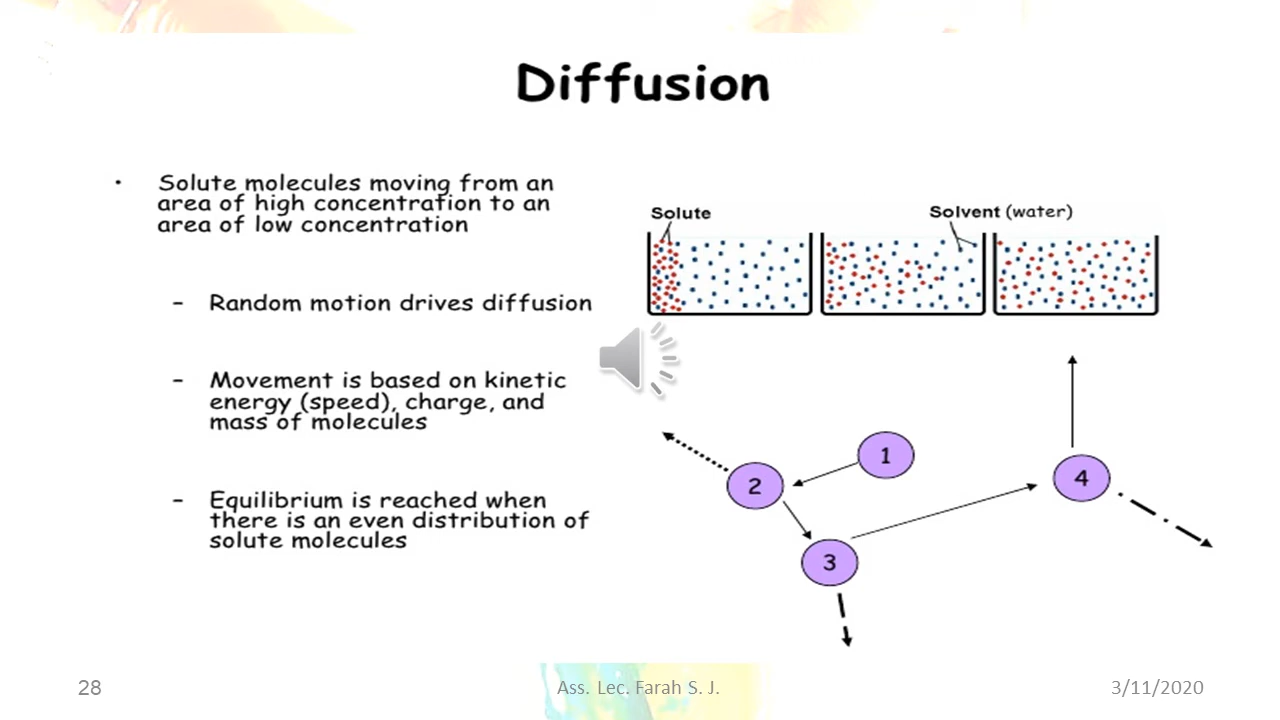 Diffusion
• Solute molecules moving from an
area of high concentration to an
area of low concentration
– Random motion drives diffusion
– Movement is based on kinetic
energy (speed), charge, and
mass of molecules
– Equilibrium is reached when
there is an even distribution of
solute molecules
Solute
Solvent (water)
1
2
3
4
28
Ass. Lec. Farah S. J.
3/11/2020